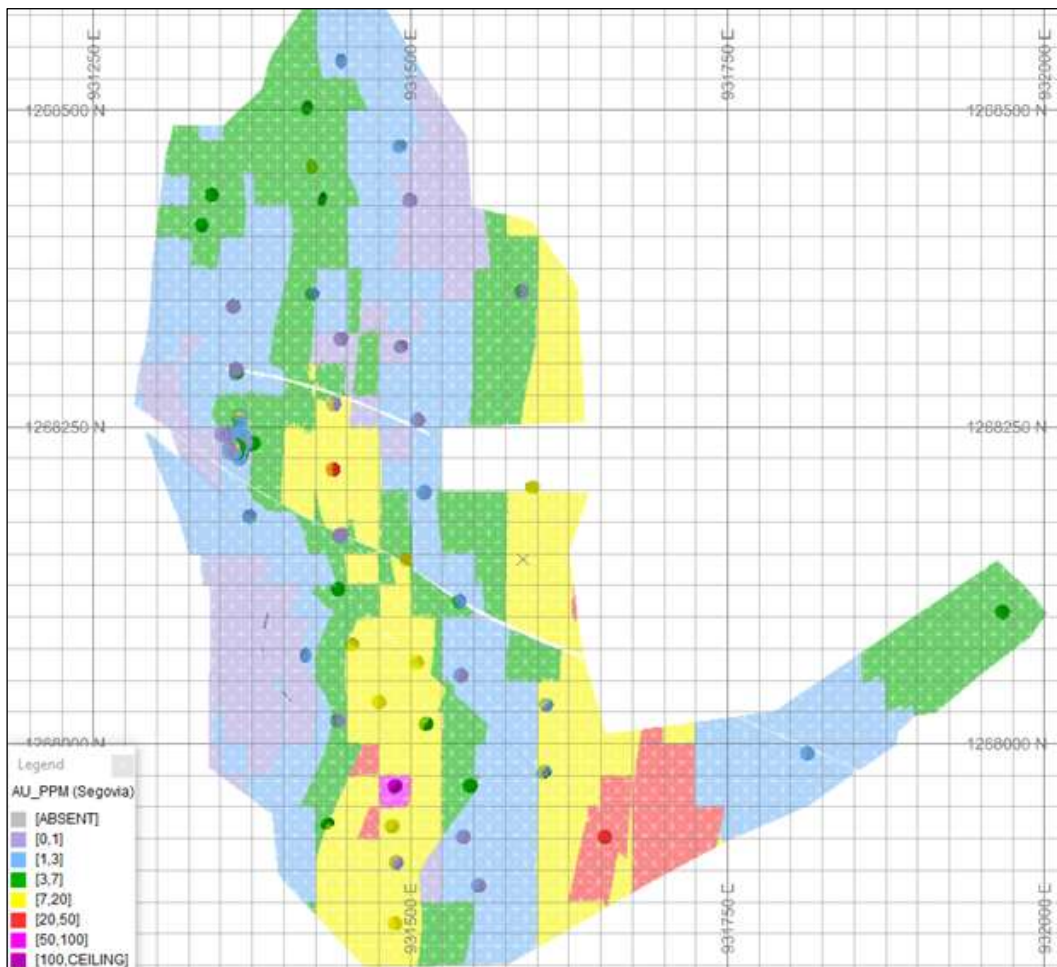 931250 E
931500 E
931750 E
932000 E
1268500 N
1268500 N
1268250 N
1268250 N
1268000 N
1268000 N
Legend
AU_PPM (Segovia)
[ABSENT]
[0,1]
[1,3]
[3,7]
[7,20]
[20,50]
[50,100]
[100,CEILING]
931500 E
931750 E
932000 E